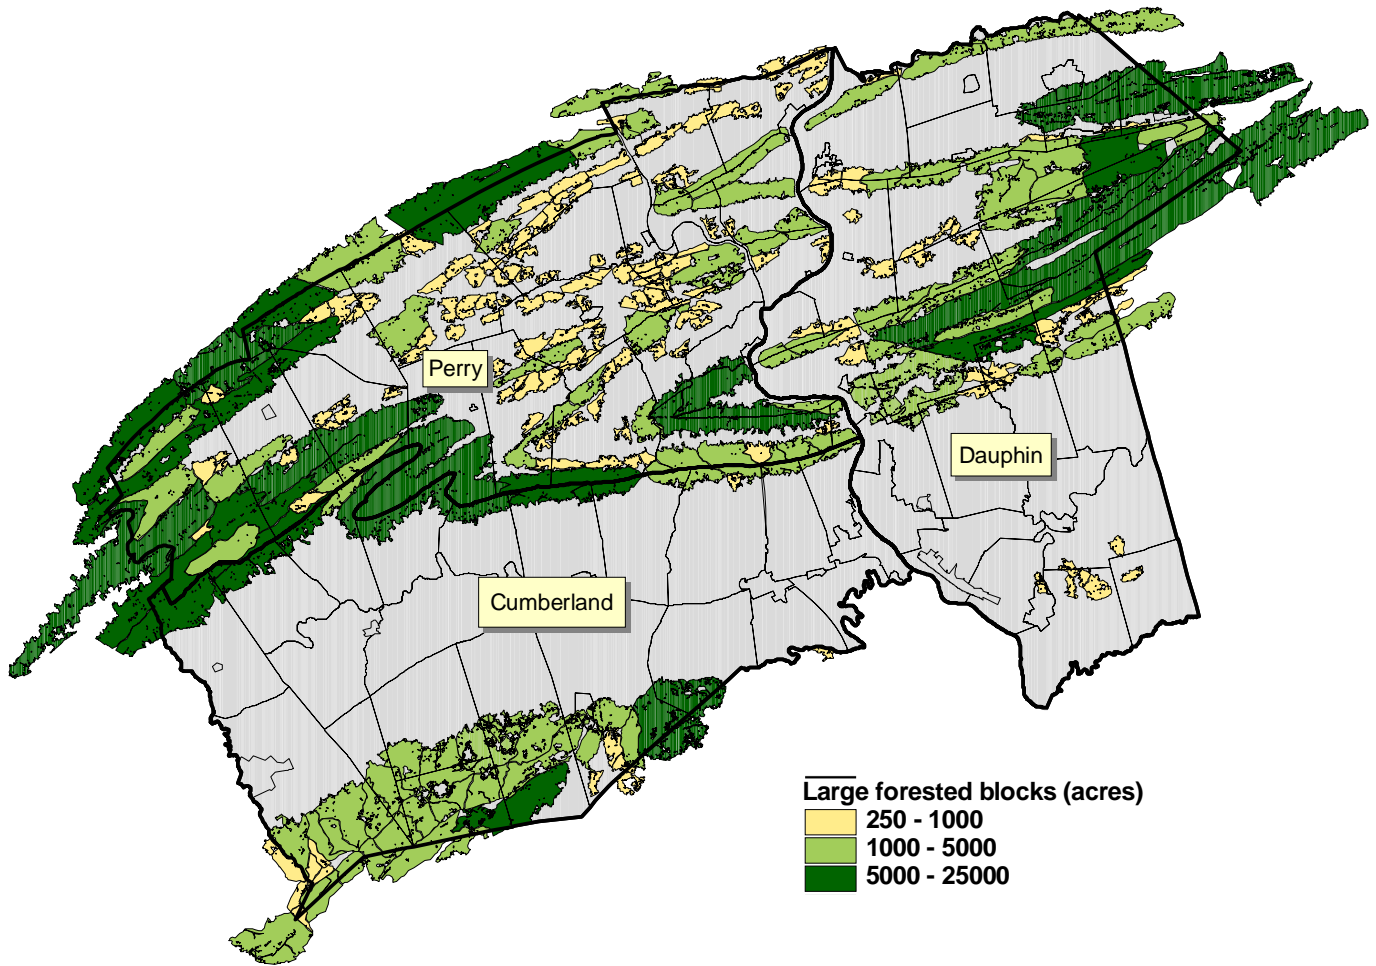 Perry
Dauphin
Cumberland
Large forested blocks (acres)
250 - 1000
1000 - 5000
5000 - 25000